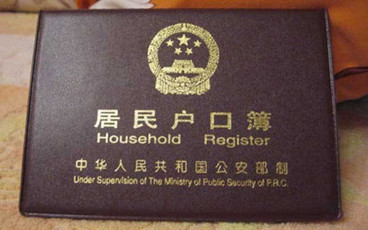 居民户口簿
Household Register
中华人民共和国公安部制
Under Supervision of The Ministry of Public Security of P.R.C.